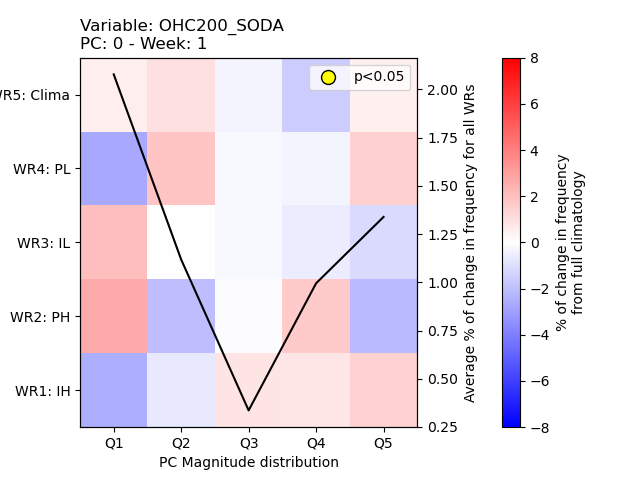 Variable: OHC200_SODA
PC: 0 - Week: 1
p<0.05
WR5: Clima
WR4: PL
WR3: IL
WR2: PH
WR1: IH
Q1 Q2 Q3 Q4 Q5
PC Magnitude distribution
2.00
1.75
1.50
1.25
1.00
0.75
0.50
0.25
Average % of change in frequency for all WRs
8
6
4
2
0
−2
−4
−6
−8
% of change in frequency
from full climatology